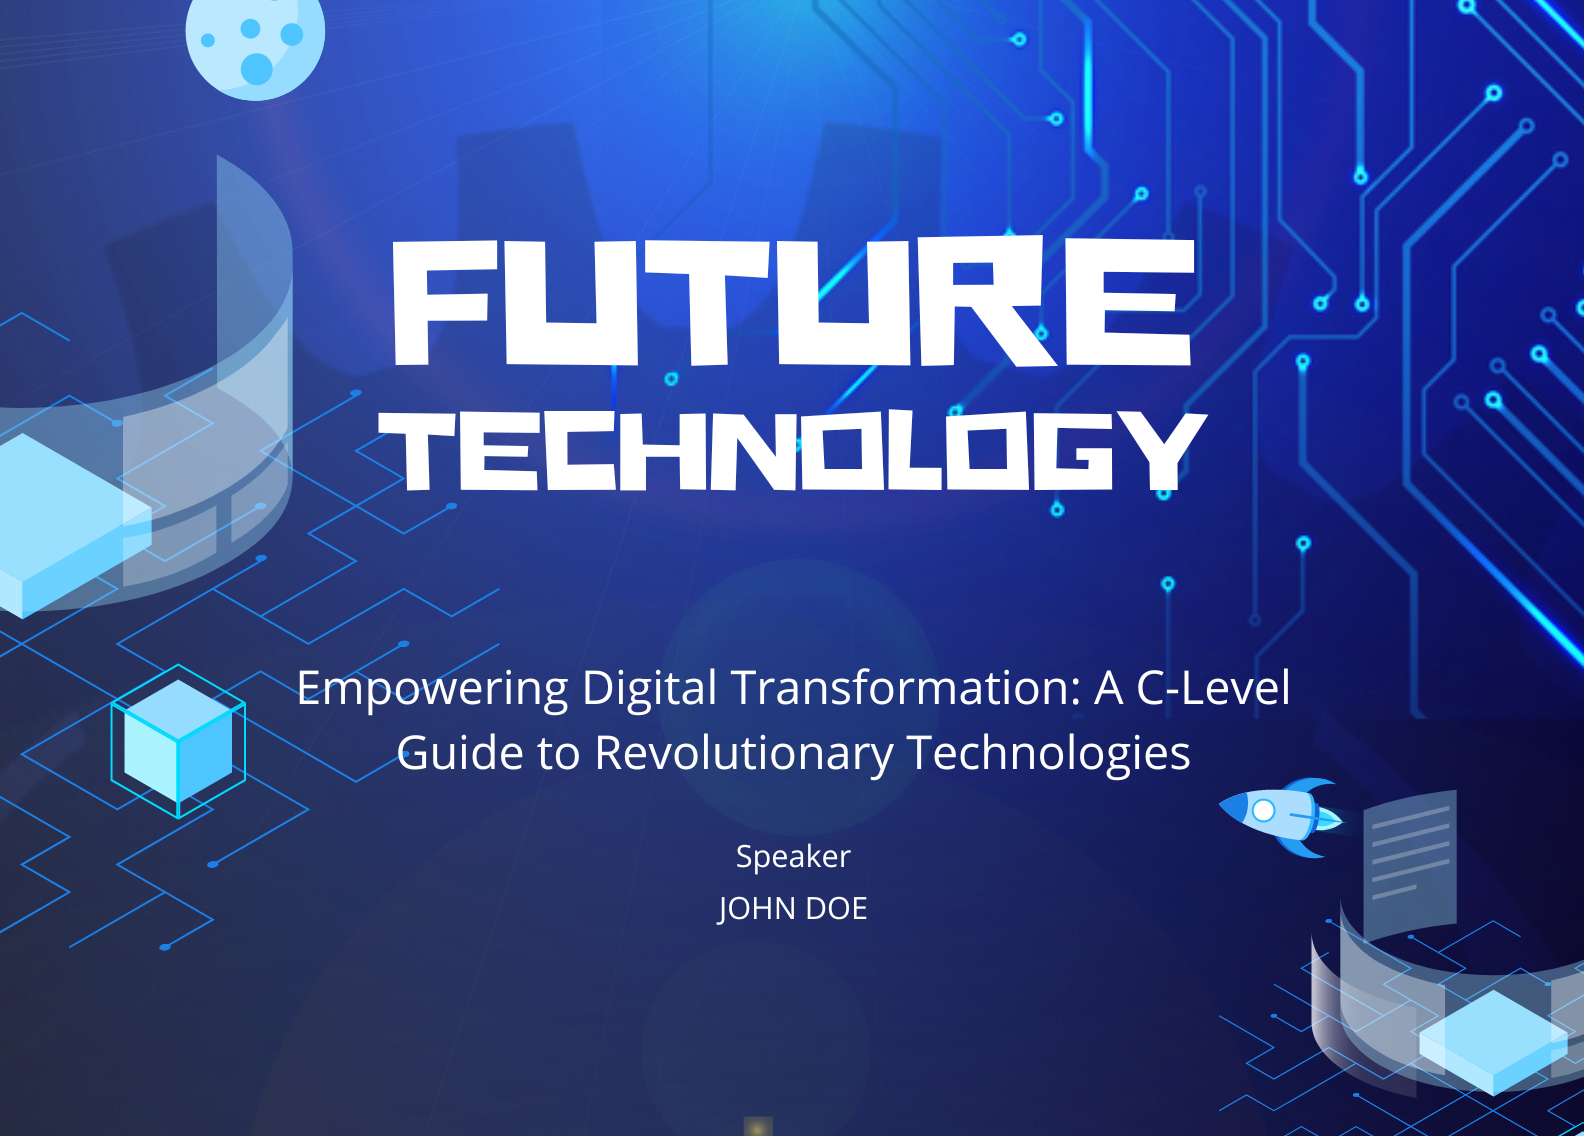 FUTURE
TECHNOLOGY
Empowering Digital Transformation: A C-Level
Guide to Revolutionary Technologies
Speaker
JOHN DOE